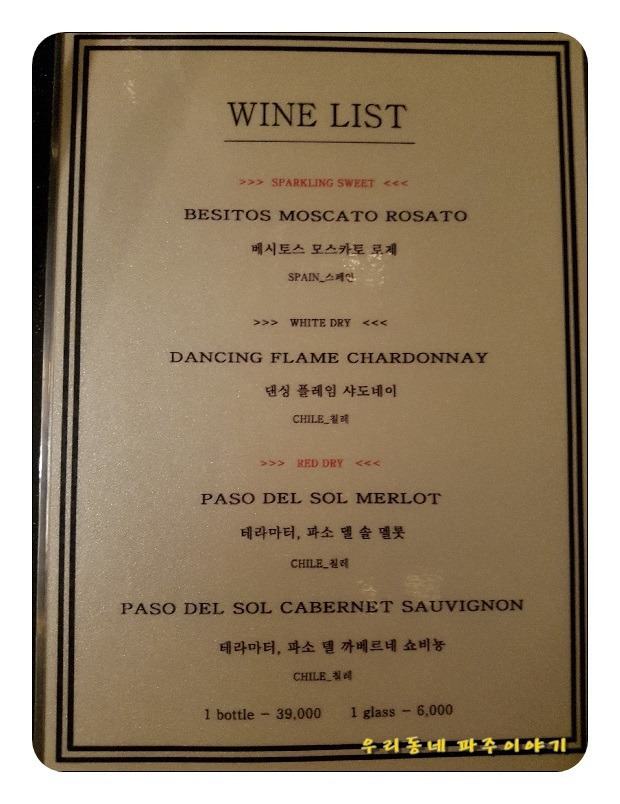 WINE LIST
>>> SPARKLING SWEET <<<
BESITOS MOSCATO ROSATO
베시토스 모스카토 로제
SPAIN_스페인
>>> WHITE DRY <<<
DANCING FLAME CHARDONNAY
댄싱 플레임 샤도네이
CHILE_칠레
>>> RED DRY <<<
PASO DEL SOL MERLOT
테라마터, 파소 델 솔 멜롯
CHILE_칠레
PASO DEL SOL CABERNET SAUVIGNON
테라마터, 파소 델 까베르네 쇼비뇽
CHILE_칠레
1 bottle - 39,000 1 glass - 6,000
우리동네 파주이야기